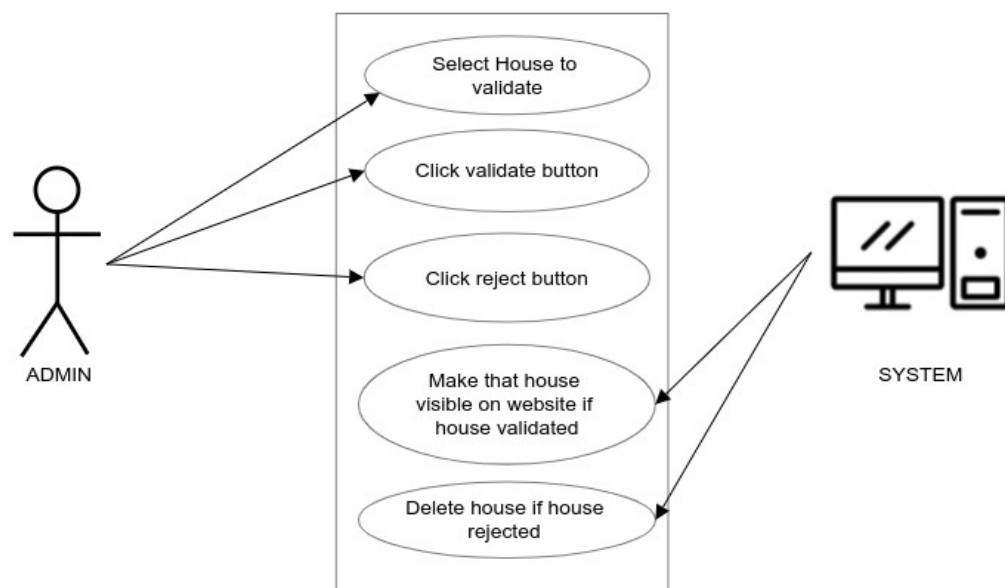 Select House to
validate
Click validate button
Click reject button
ADMIN
Make that house
visible on website if
house validated
SYSTEM
Delete house if house
rejected